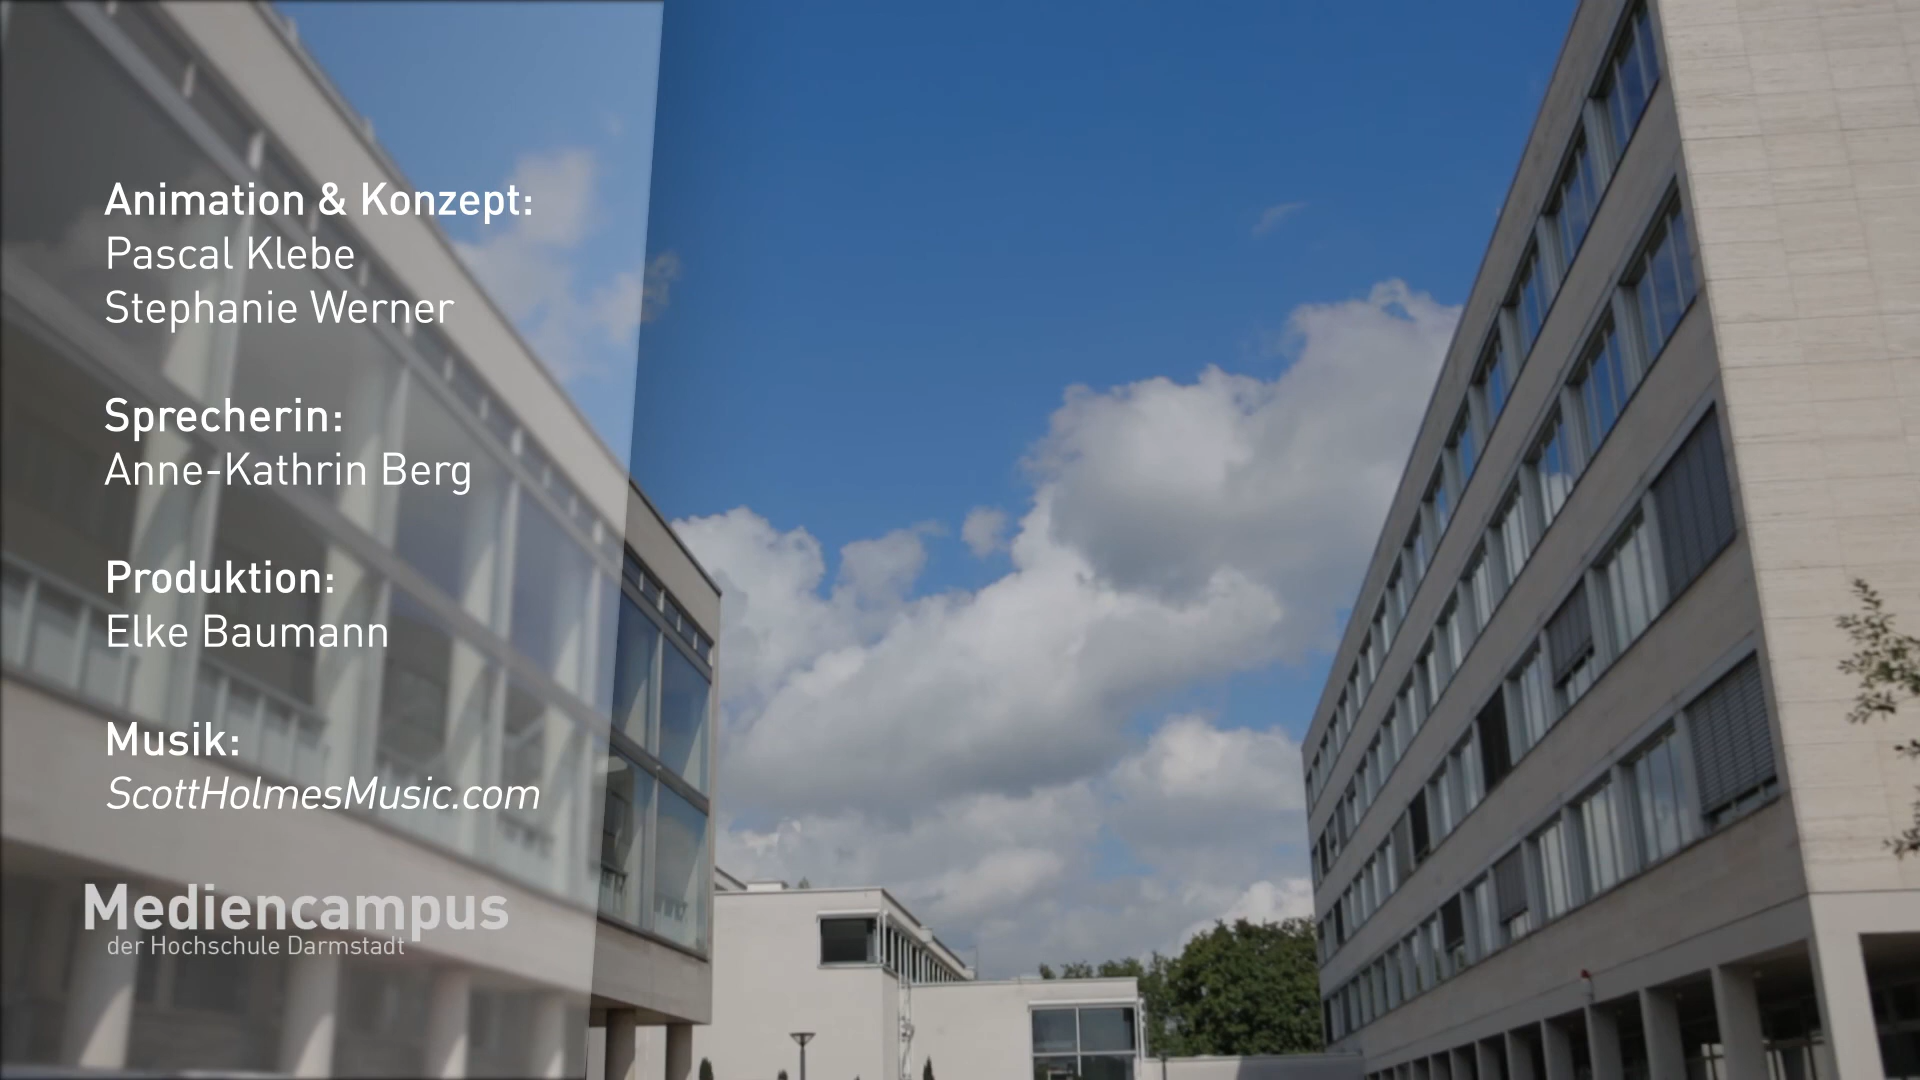 Animation & Konzept:
Pascal Klebe
Stephanie Werner
Sprecherin:
Anne-Kathrin Berg
Produktion:
Elke Baumann
Musik:
ScottHolmesMusic.com
Mediencampus
der Hochschule Darmstadt